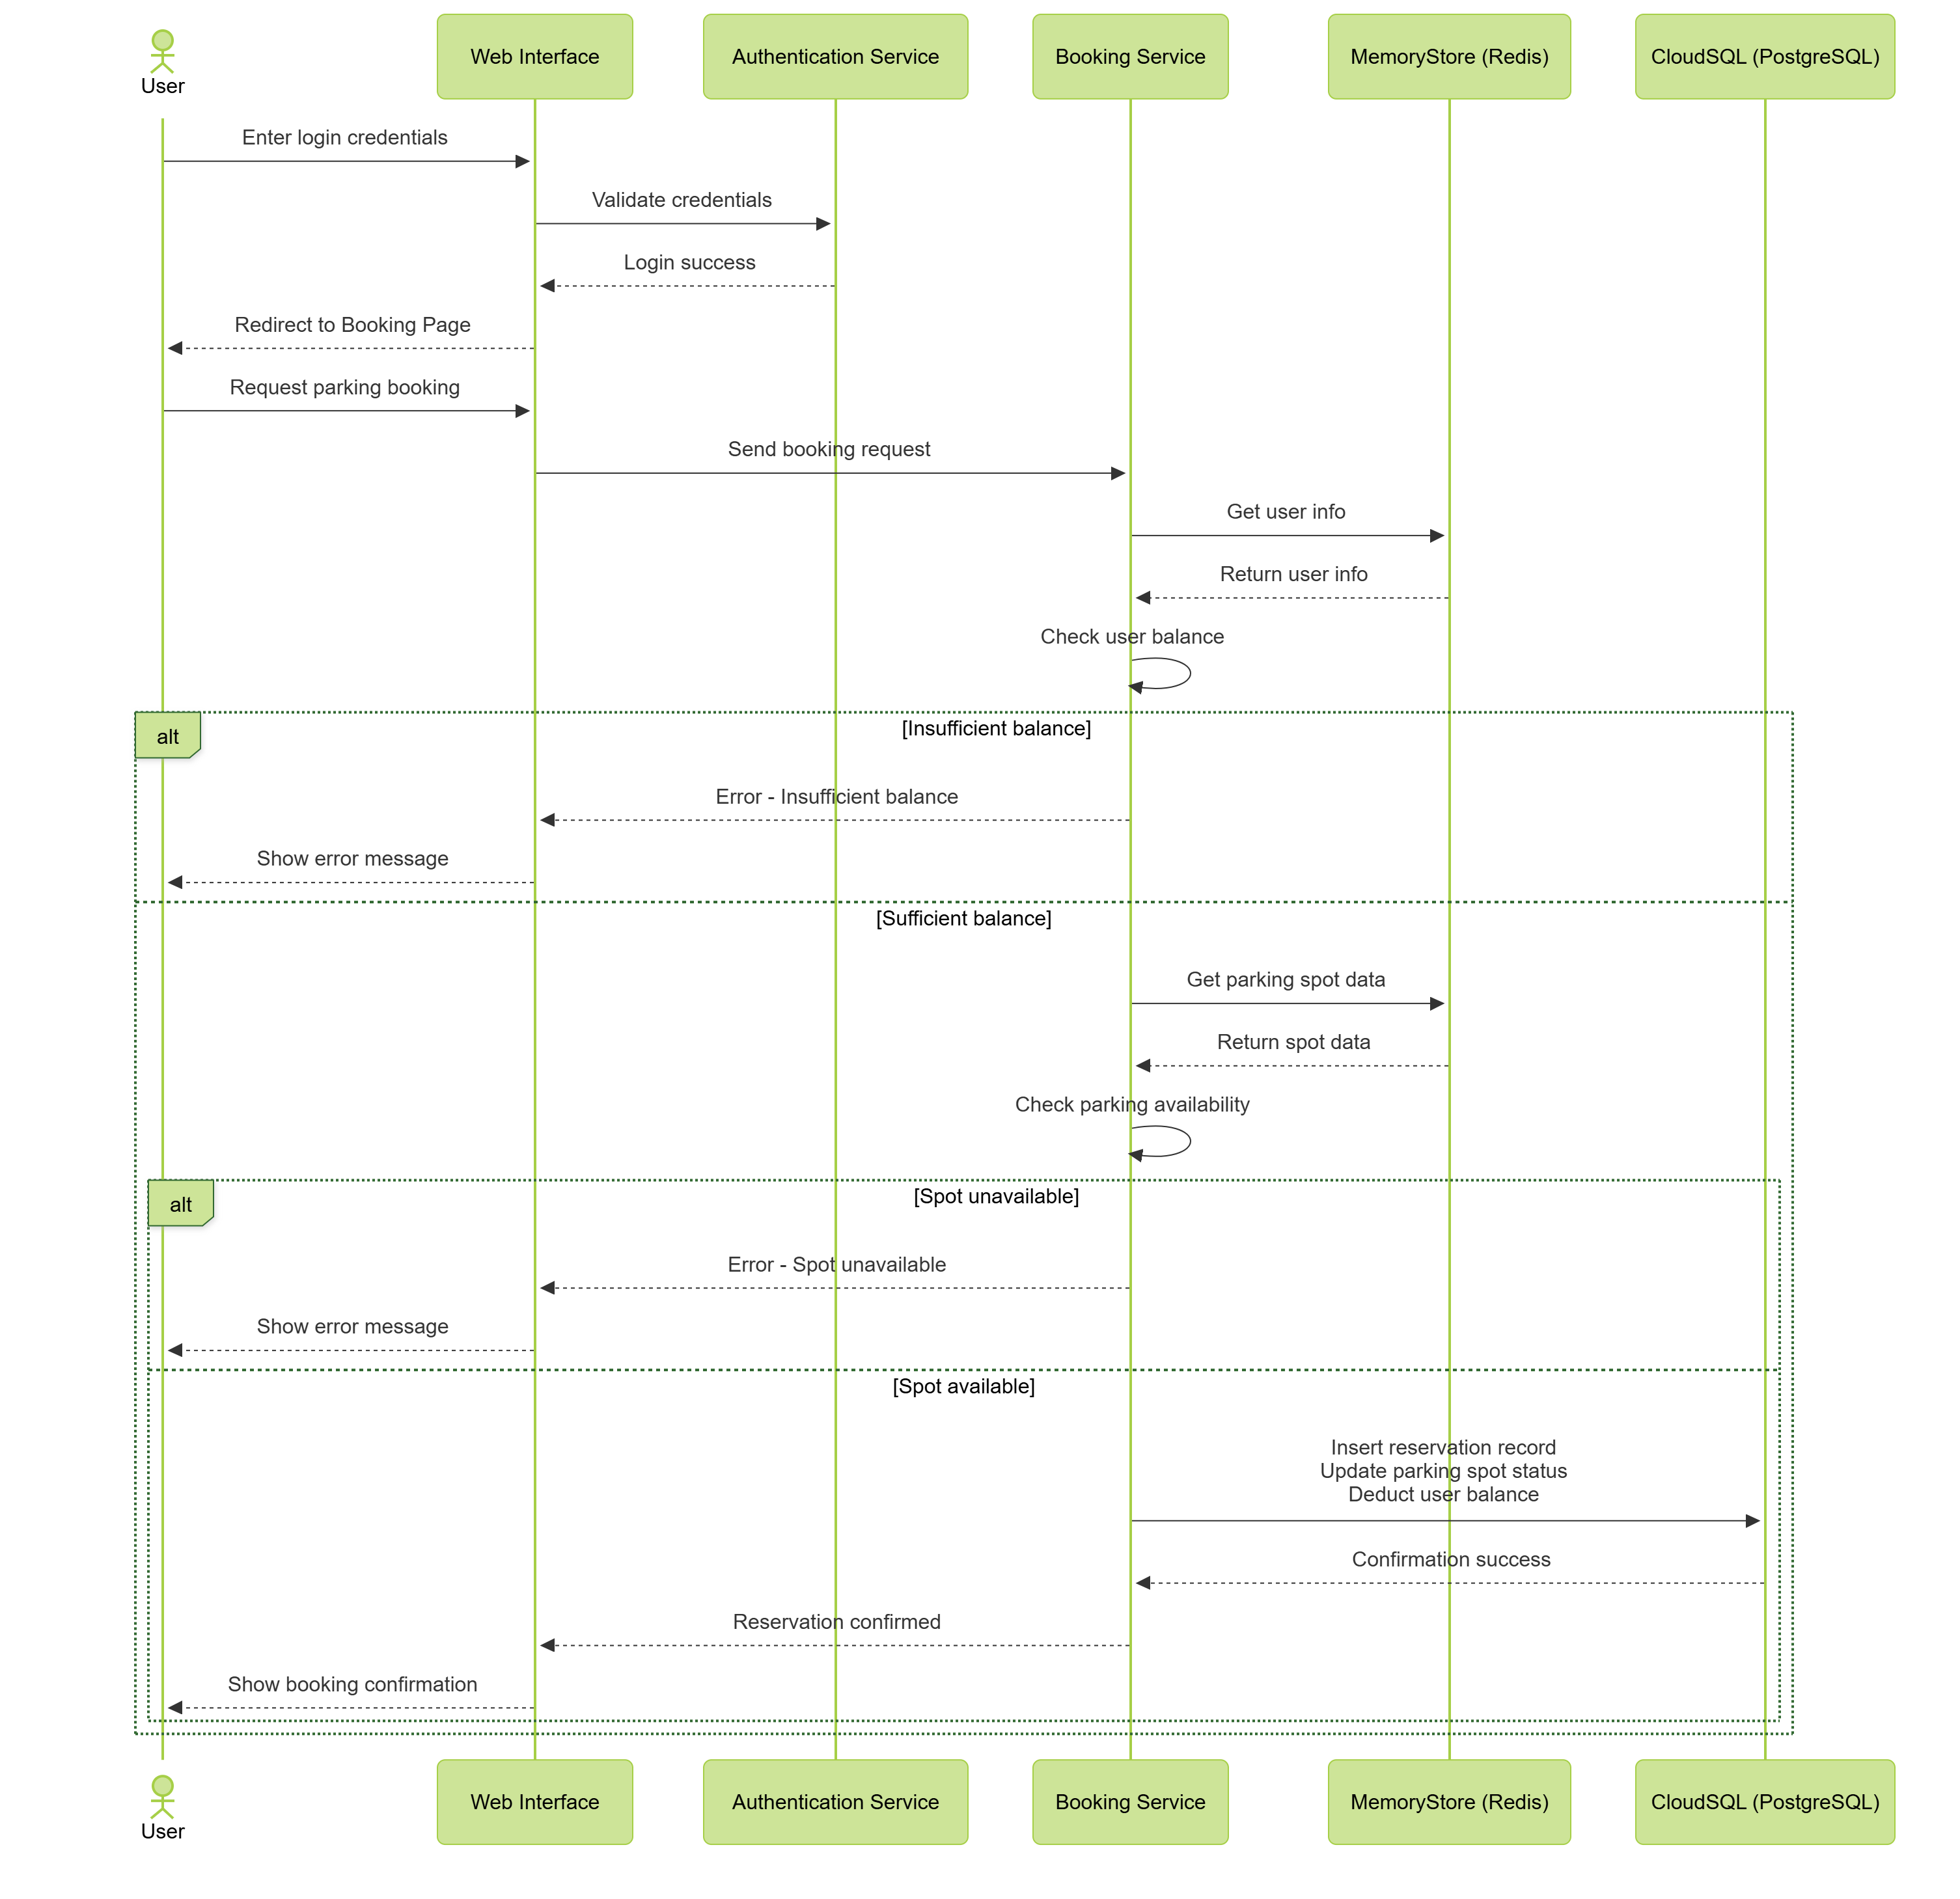 User
Web Interface
Authentication Service
Booking Service
MemoryStore (Redis)
CloudSQL (PostgreSQL)
Enter login credentials
Validate credentials
Login success
Redirect to Booking Page
Request parking booking
Send booking request
Get user info
Return user info
Check user balance
alt
[Insufficient balance]
Error - Insufficient balance
Show error message
[Sufficient balance]
Get parking spot data
Return spot data
Check parking availability
alt
[Spot unavailable]
Error - Spot unavailable
Show error message
[Spot available]
Insert reservation record
Update parking spot status
Deduct user balance
Confirmation success
Reservation confirmed
Show booking confirmation
User
Web Interface
Authentication Service
Booking Service
MemoryStore (Redis)
CloudSQL (PostgreSQL)